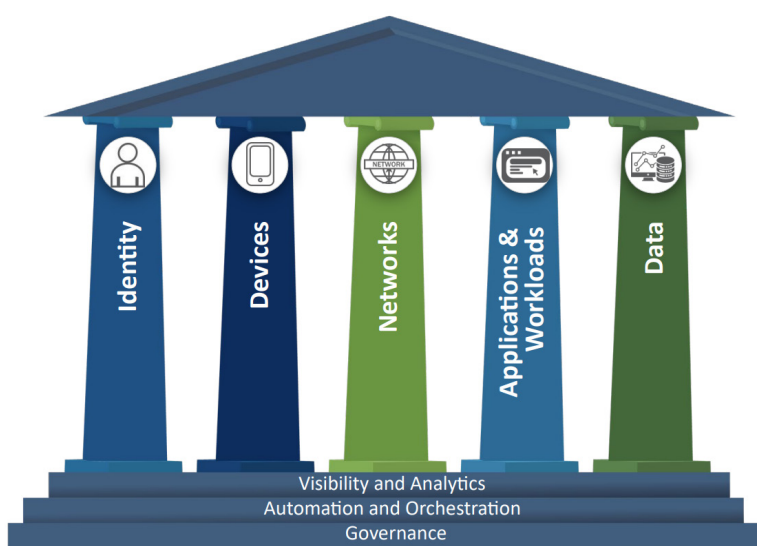 NETWORK
Identity
Devices
Networks
Applications &
Workloads
Data
Visibility and Analytics
Automation and Orchestration
Governance